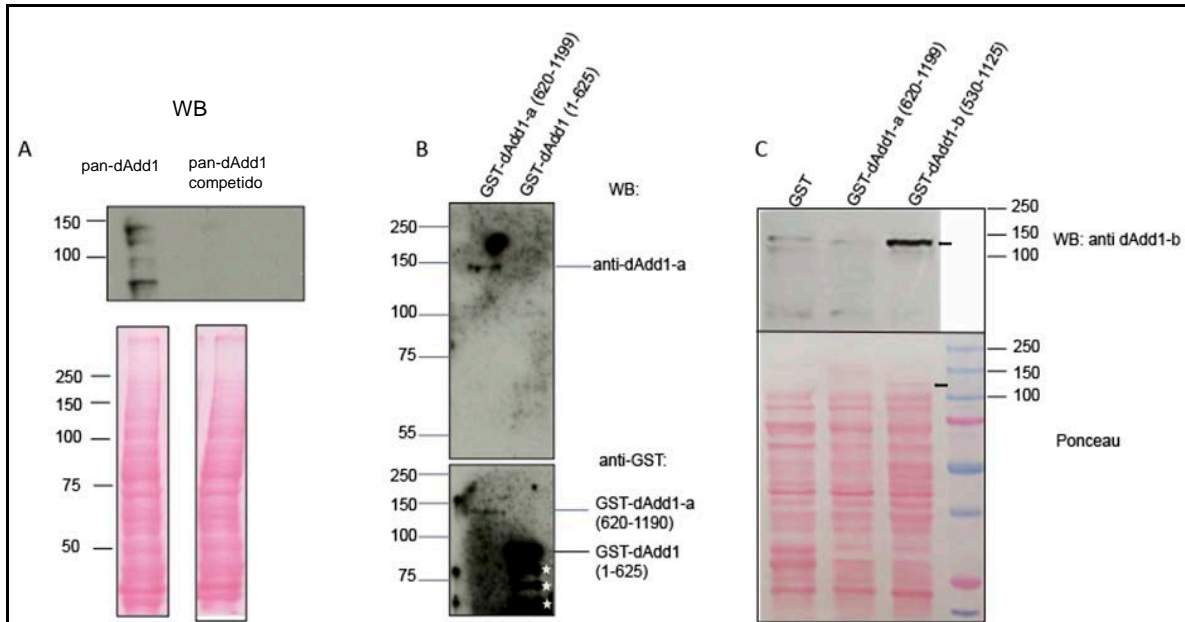 WB
A
pan-dAdd1
pan-dAdd1
competido
150
100
250
150
100
75
50
B
GST-dAdd1-a (620-1199)
GST-dAdd1 (1-625)
WB:
250
150
100
75
55
anti-dAdd1-a
anti-GST:
250
150
100
75
GST-dAdd1-a
(620-1190)
GST-dAdd1
(1-625)
C
GST
GST-dAdd1-a (620-1199)
GST-dAdd1-b (530-1125)
250
150
100
WB: anti dAdd1-b
250
150
100
Ponceau